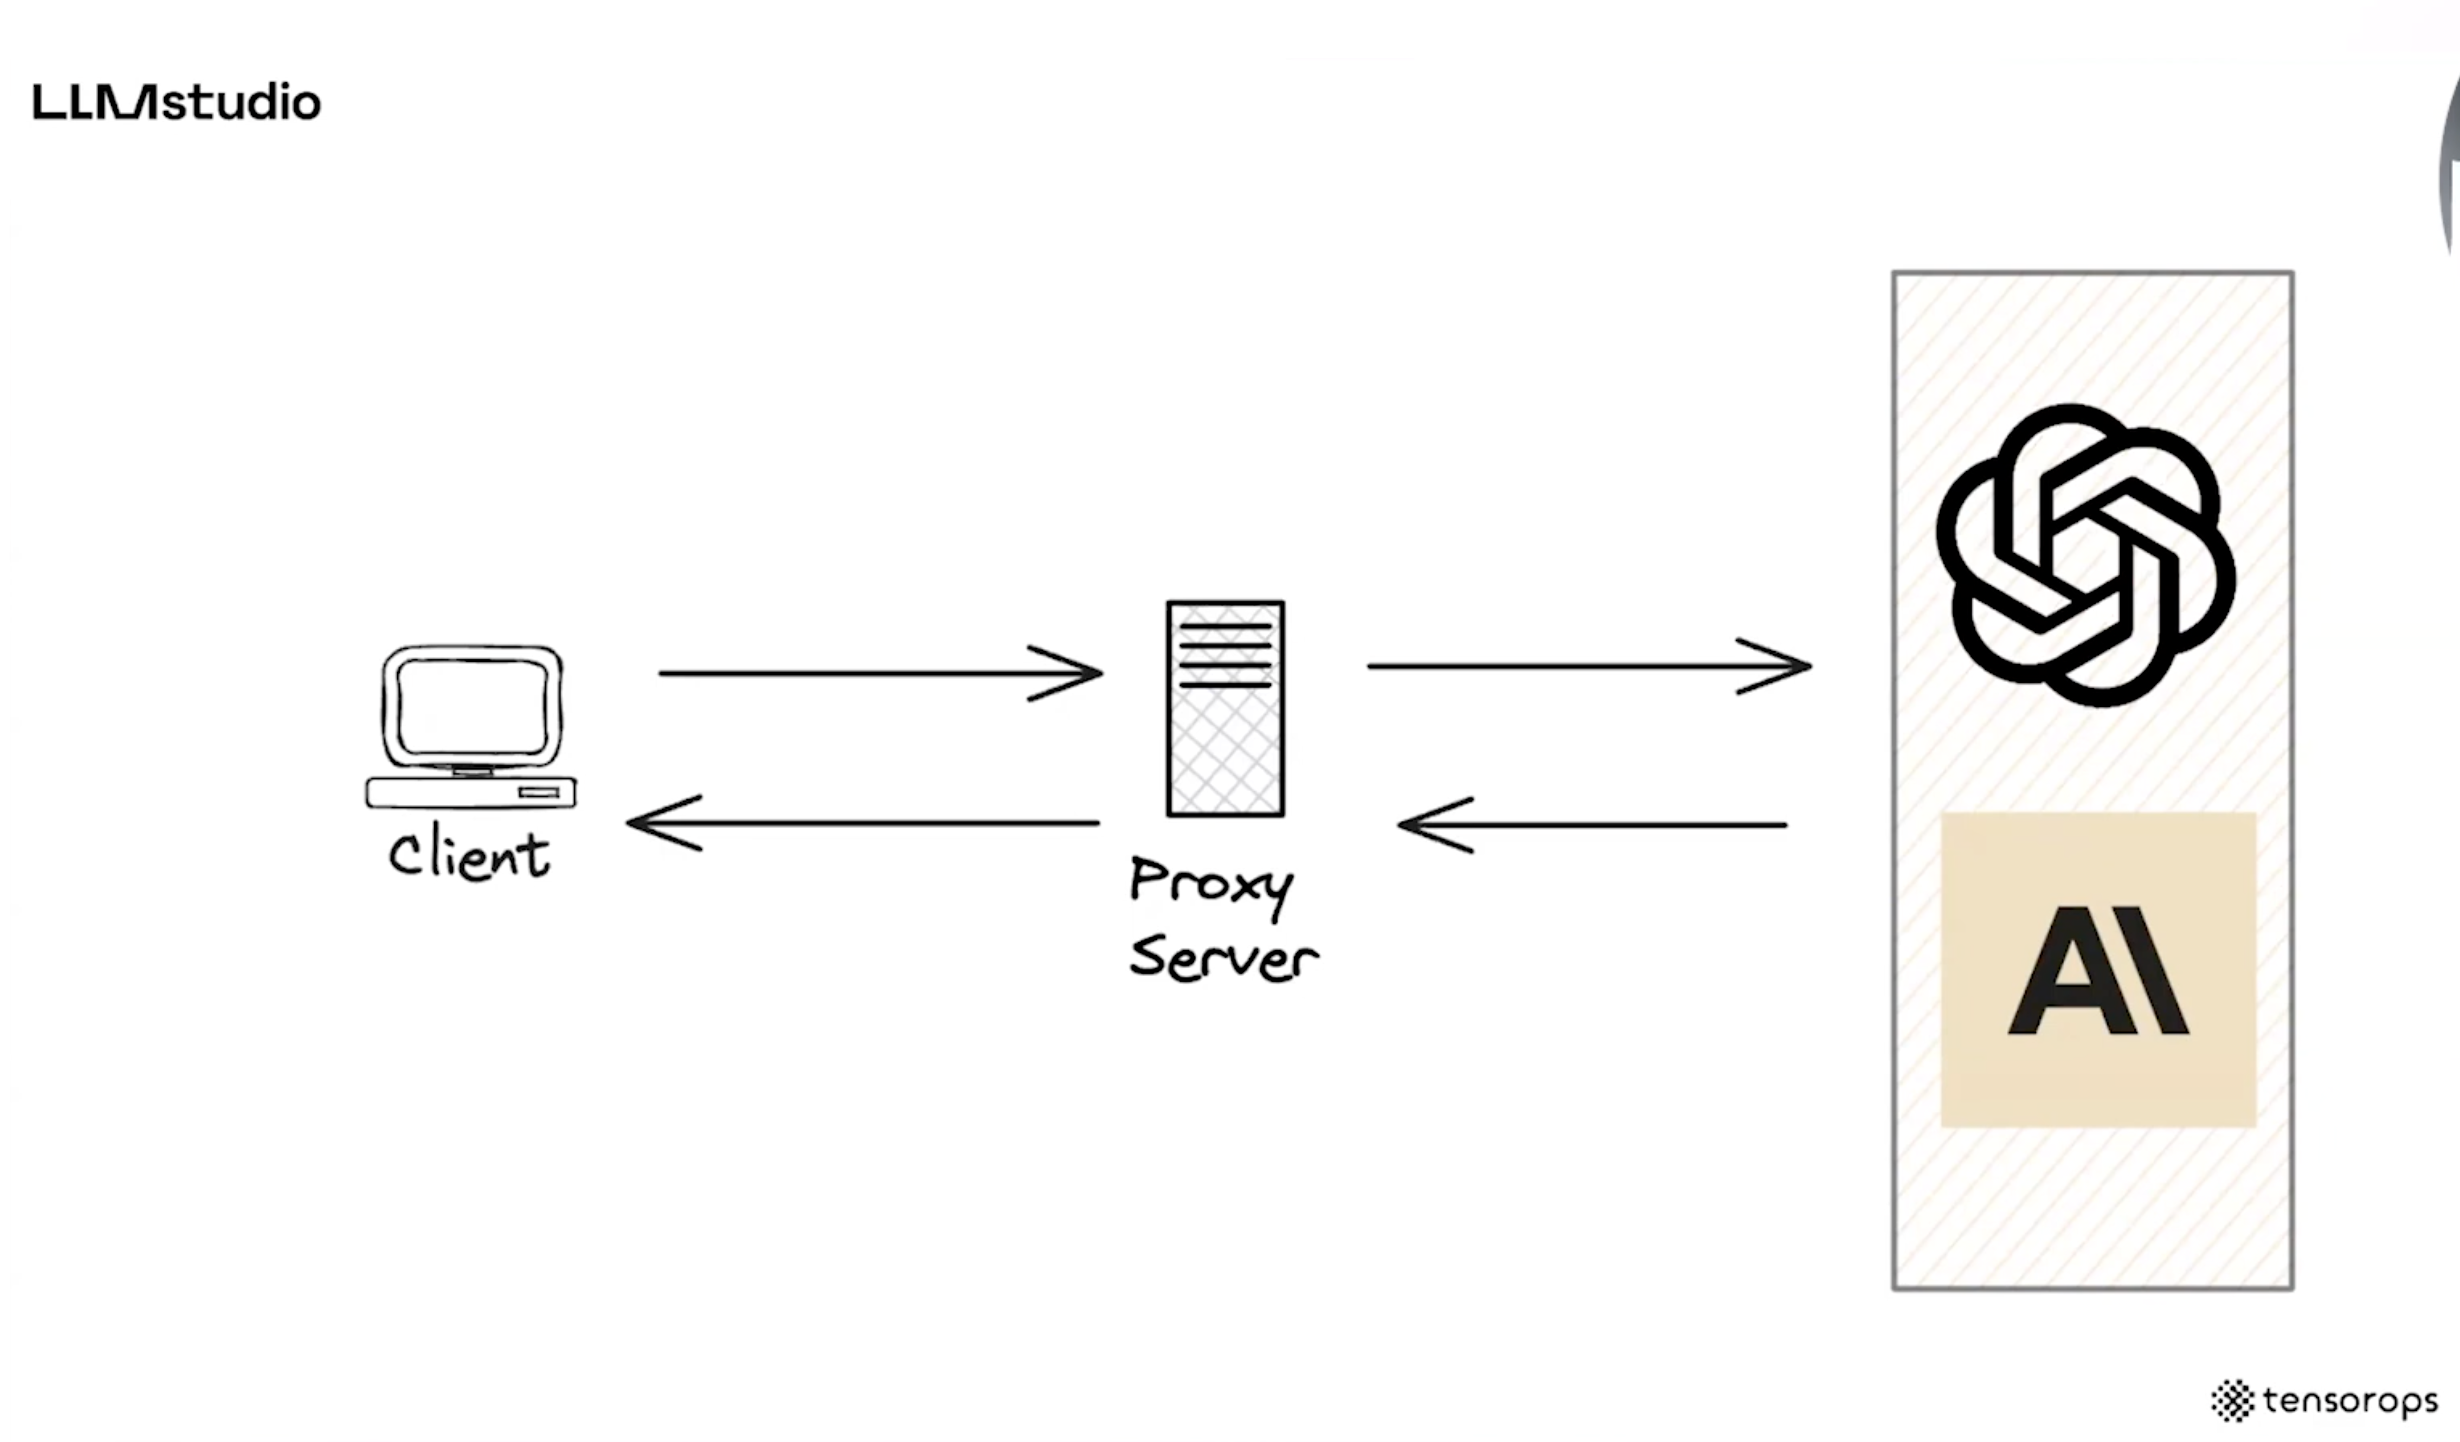 LLMstudio
Client
Proxy
Server
A\
tensorops